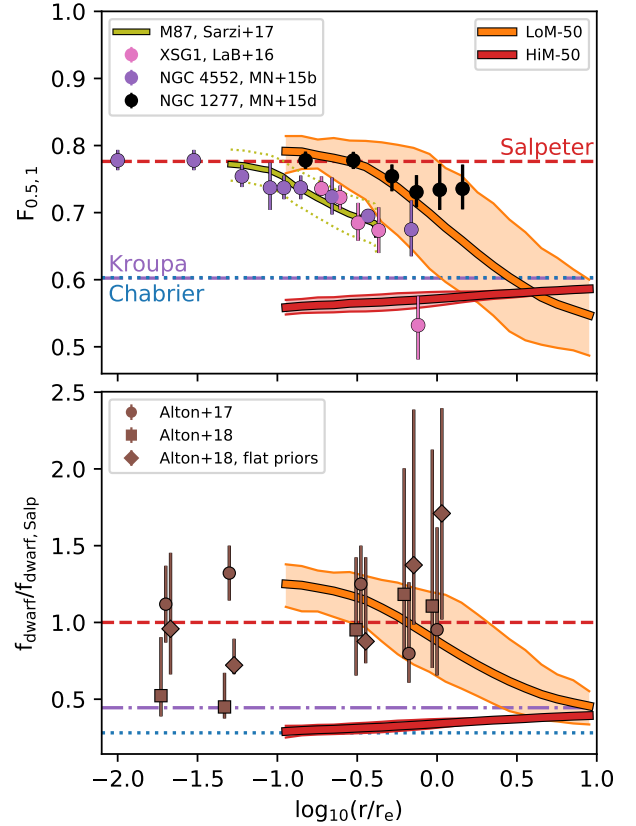 M87, Sarzi+17
XSG1, LaB+16
NGC 4552, MN+15b
NGC 1277, MN+15d
LoM-50
HiM-50
Salpeter
Kroupa
Chabrier
1.0
0.9
0.8
0.7
0.6
0.5
F0.5, 1
Alton+17
Alton+18
Alton+18, flat priors
2.5
2.0
1.5
1.0
0.5
fdwarf/fdwarf, Salp
−2.0 −1.5 −1.0 −0.5 0.0 0.5 1.0
log10(r/re)